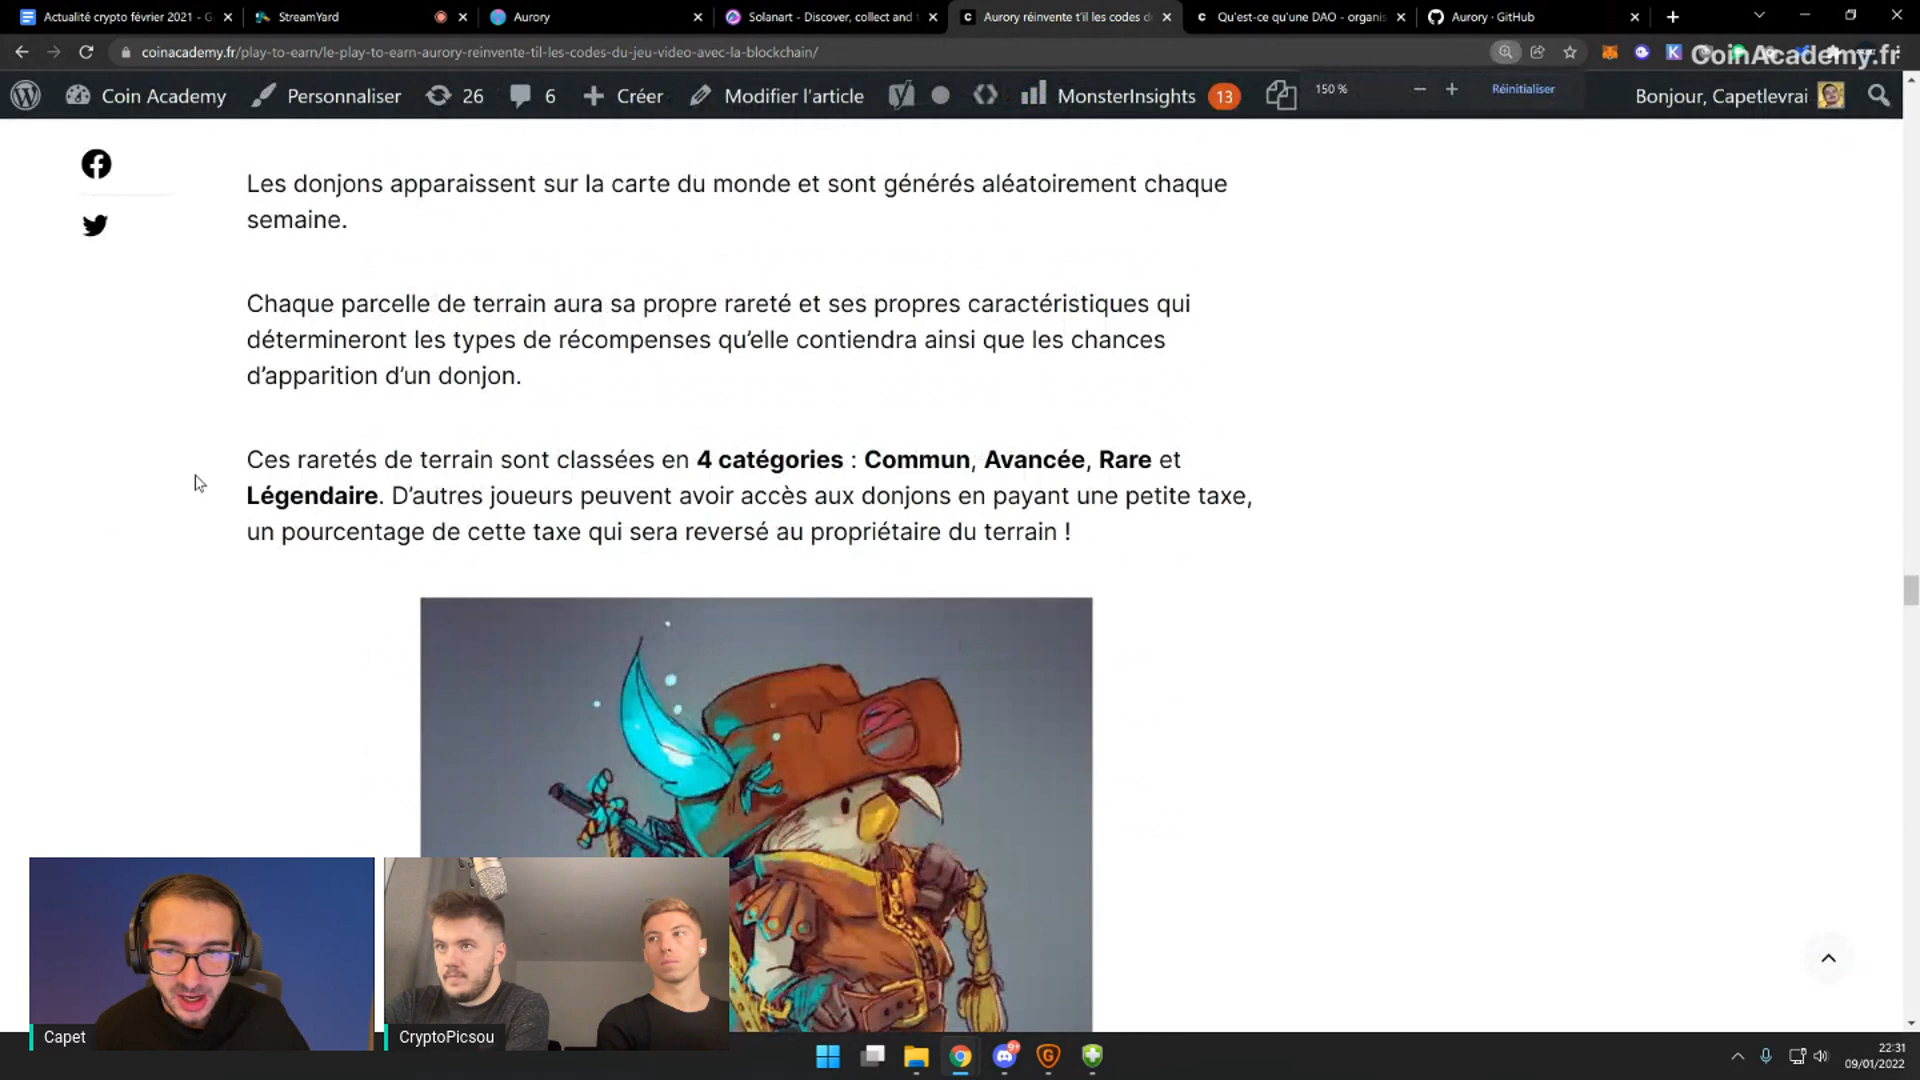 Actualité crypto février 2021 - G
StreamYard
Aurory
Solanart - Discover, collect and
Aurory réinvente t'il les codes d
Qu'est-ce qu'une DAO - organis
Aurory · GitHub
coinacademy.fr/play-to-earn/le-play-to-earn-aurory-reinvente-til-les-codes-du-jeu-video-avec-la-blockchain/
CoinAcademy.fr
Coin Academy
Personnaliser
26
6
Créer
Modifier l'article
MonsterInsights
13
150 %
Réinitialiser
Bonjour, Capetlevrai
Les donjons apparaissent sur la carte du monde et sont générés aléatoirement chaque
semaine.
Chaque parcelle de terrain aura sa propre rareté et ses propres caractéristiques qui
détermineront les types de récompenses qu'elle contiendra ainsi que les chances
d'apparition d'un donjon.
Ces raretés de terrain sont classées en 4 catégories : Commun, Avancée, Rare et
Légendaire. D'autres joueurs peuvent avoir accès aux donjons en payant une petite taxe,
un pourcentage de cette taxe qui sera reversé au propriétaire du terrain !
Capet
CryptoPicsou
9+
22:31
09/01/2022